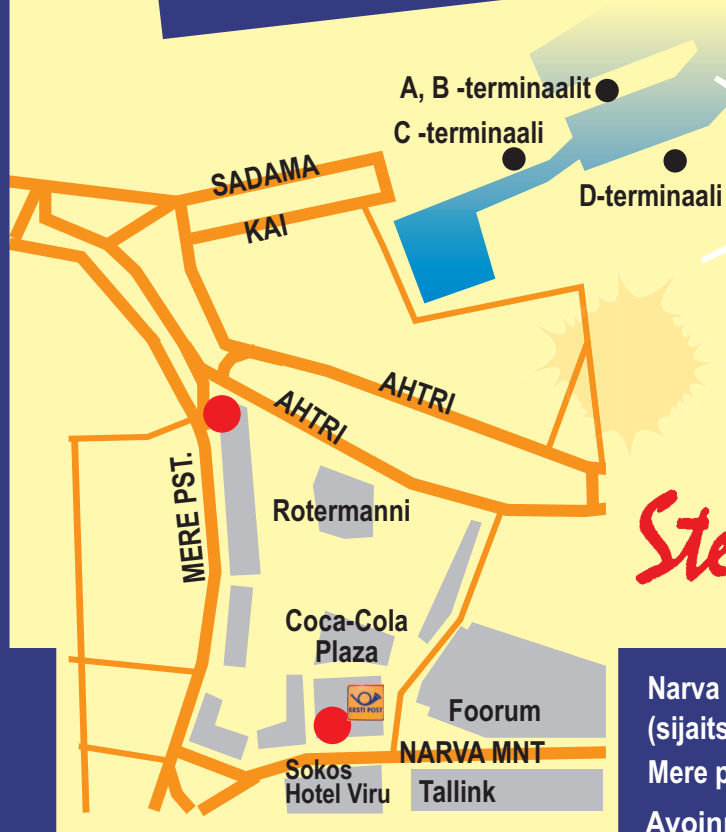 A, B -terminaalit
C -terminaali
D-terminaali
SADAMA
KAI
AHTRI
AHTRI
MERE PST.
Rotermanni
Coca-Cola
Plaza
EESTI POST
Foorum
NARVA MNT
Sokos
Hotel Viru
Tallink
Ste
Narva
(sijaits
Mere p